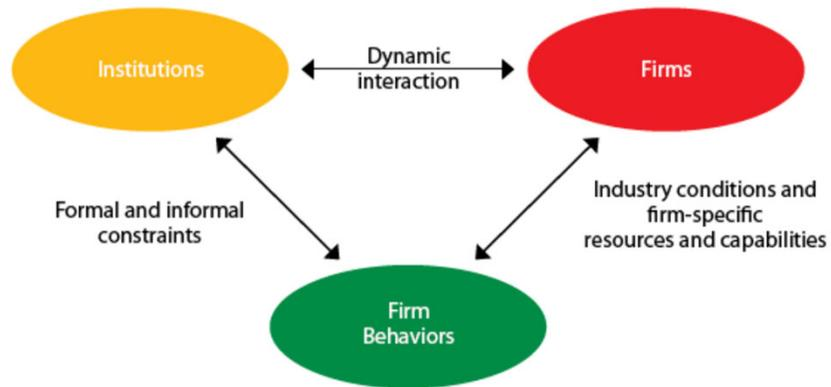 Institutions
Dynamic
interaction
Firms
Formal and informal
constraints
Industry conditions and
firm-specific
resources and capabilities
Firm
Behaviors